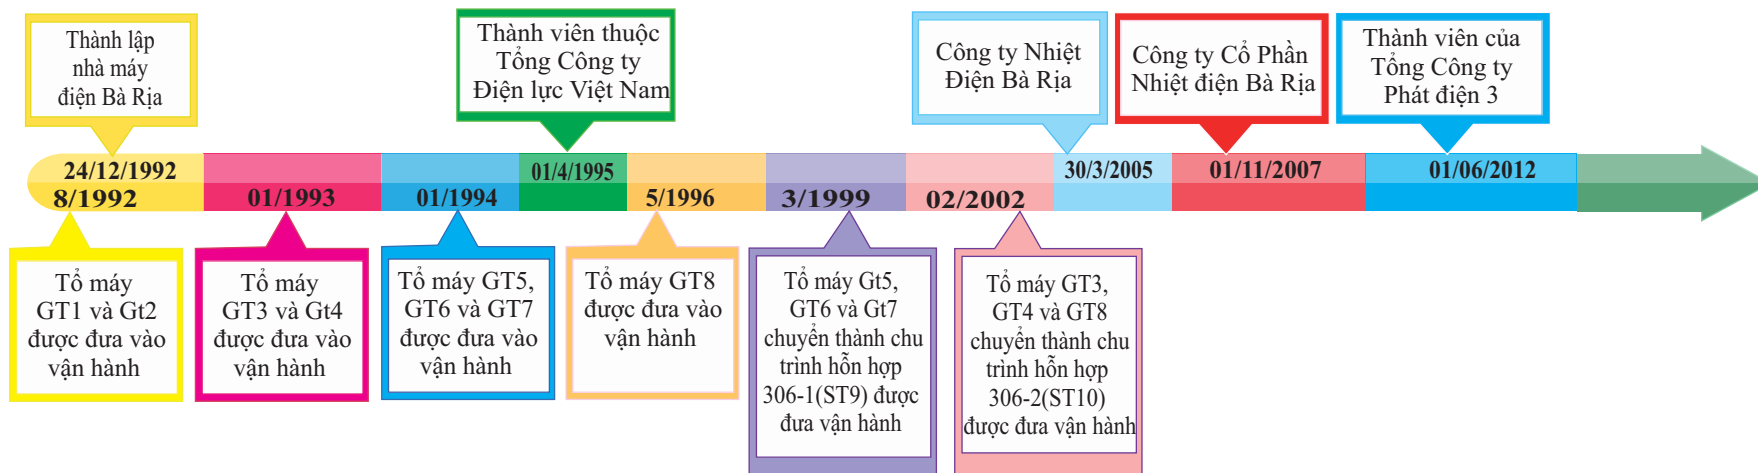 Thành lập
nhà máy
điện Bà Rịa
Thành viên thuộc
Tổng Công ty
Điện lực Việt Nam
Công ty Nhiệt
Điện Bà Rịa
Công ty Cổ Phần
Nhiệt điện Bà Rịa
Thành viên của
Tổng Công ty
Phát điện 3
24/12/1992
01/4/1995
30/3/2005
01/11/2007
01/06/2012
8/1992
01/1993
01/1994
5/1996
3/1999
02/2002
Tổ máy
GT1 và Gt2
được đưa vào
vận hành
Tổ máy
GT3 và Gt4
được đưa vào
vận hành
Tổ máy GT5,
GT6 và GT7
được đưa vào
vận hành
Tổ máy GT8
được đưa vào
vận hành
Tổ máy Gt5,
GT6 và Gt7
chuyển thành chu
trình hỗn hợp
306-1(ST9) được
đưa vận hành
Tổ máy GT3,
GT4 và GT8
chuyển thành chu
trình hỗn hợp
306-2(ST10)
được đưa vận hành